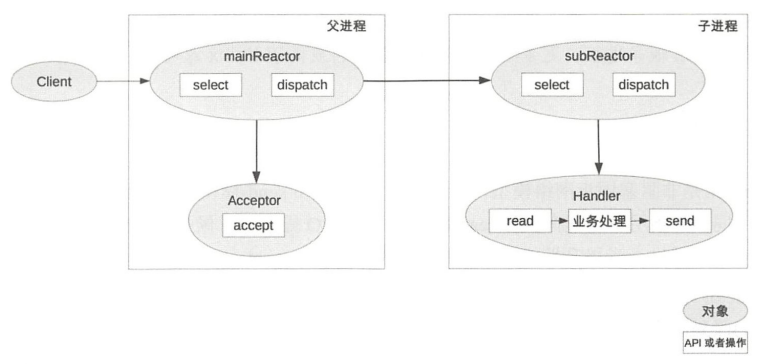 父进程
子进程
mainReactor
subReactor
Client
select
dispatch
select
dispatch
Acceptor
accept
Handler
read
业务处理
send
对象
API 或者操作